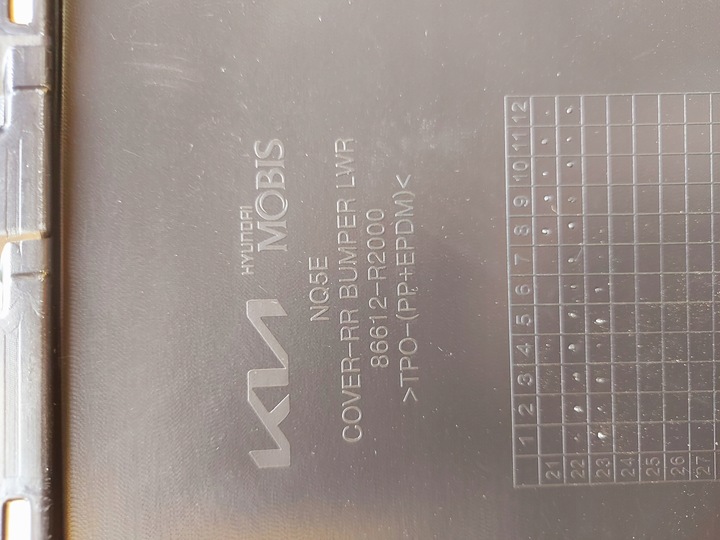 KIA HYUNDAI MOBIS
NQ5E
COVER-RR BUMPER LWR
86612-R2000
>TPO-(PP+EPDM)<
1 2 3 4 5 6 7 8 9 10 11 12
21
22
23
24
25
26
27